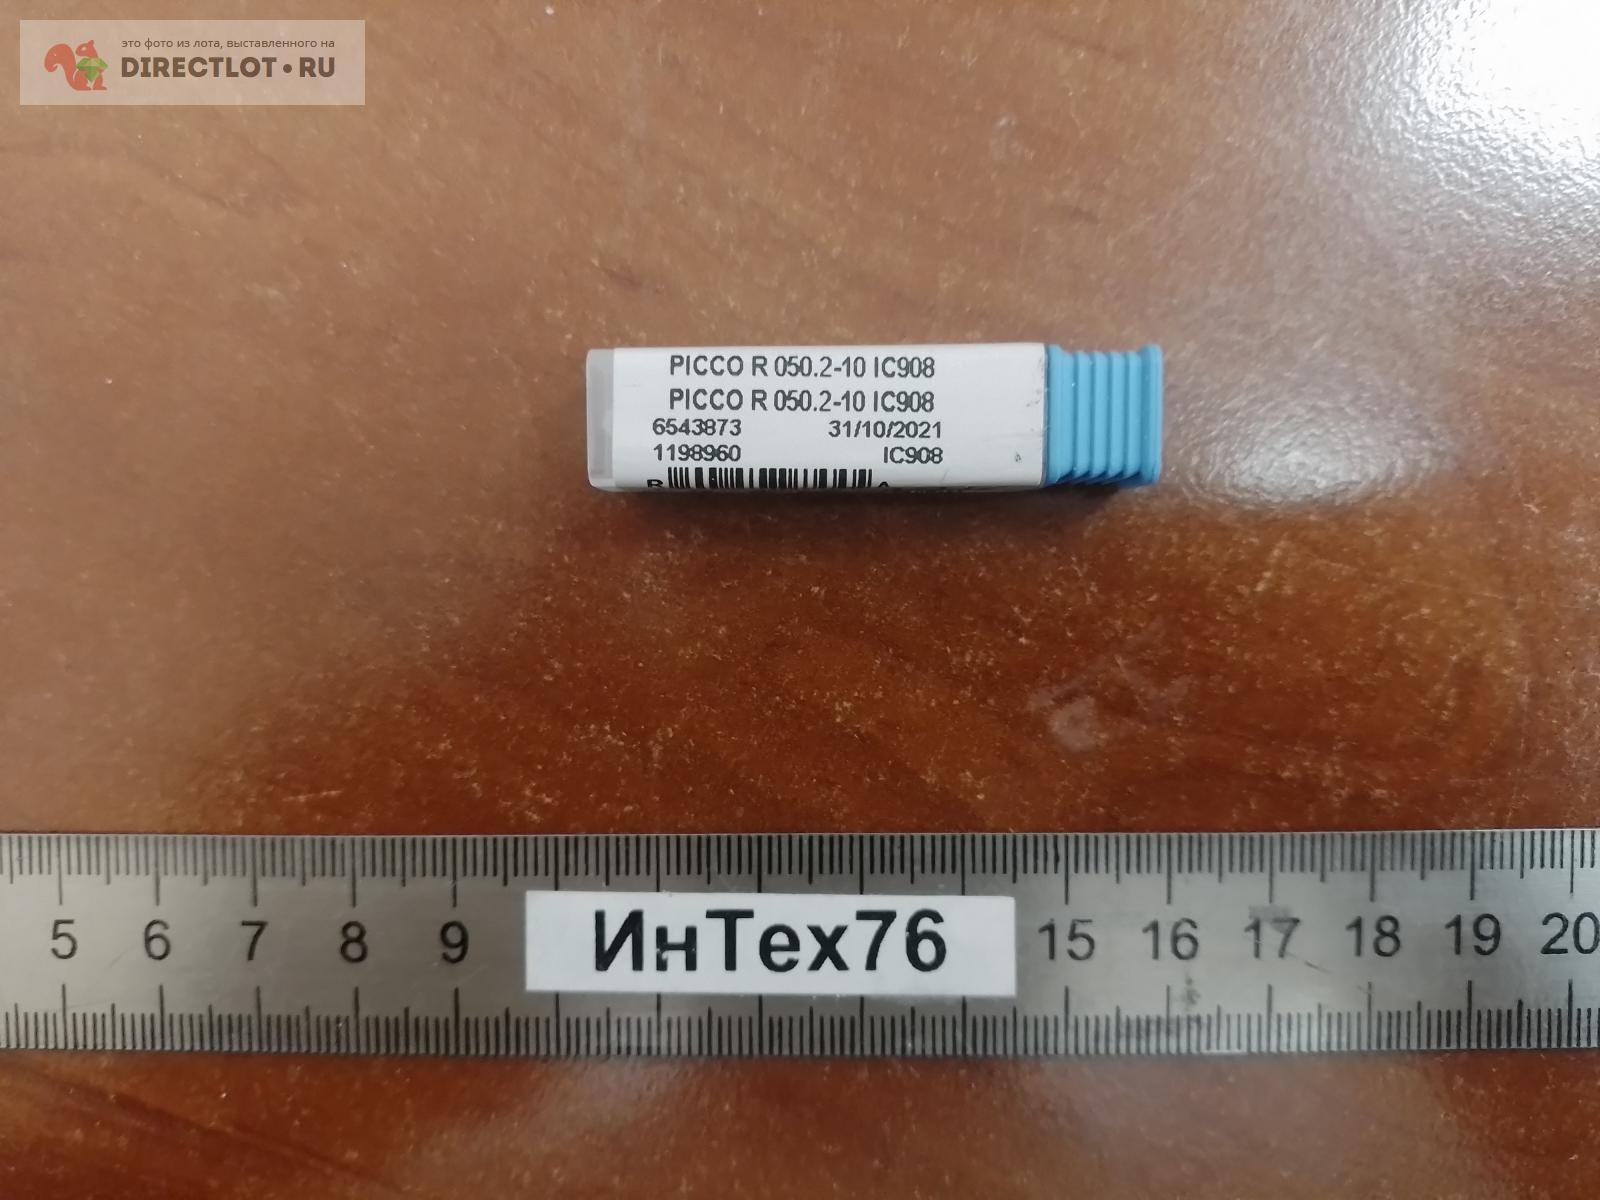 это фото из лота, выставленного на
DIRECTLOT.RU
PICCO R 050.2-10 IC908
PICCO R 050.2-10 IC908
6543873 31/10/2021
1198960 IC908
R A
5 6 7 8 9 ИнТех76 15 16 17 18 19 20